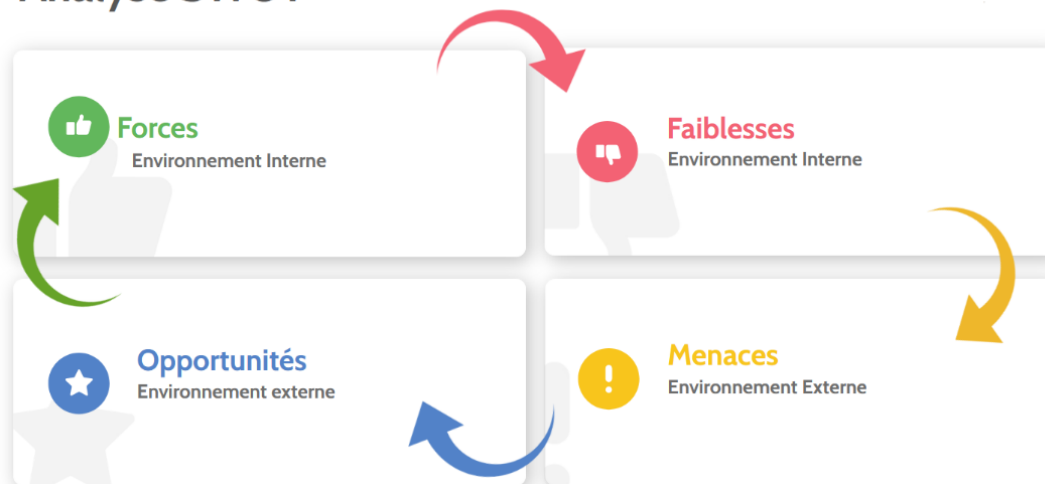 Forces
Environnement Interne
Faiblesses
Environnement Interne
Opportunités
Environnement externe
Menaces
Environnement Externe